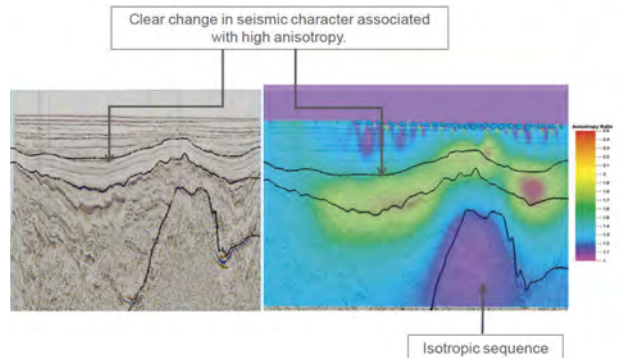 Clear change in seismic character associated
with high anisotropy.
Anisotropy Ratio
Isotropic sequence